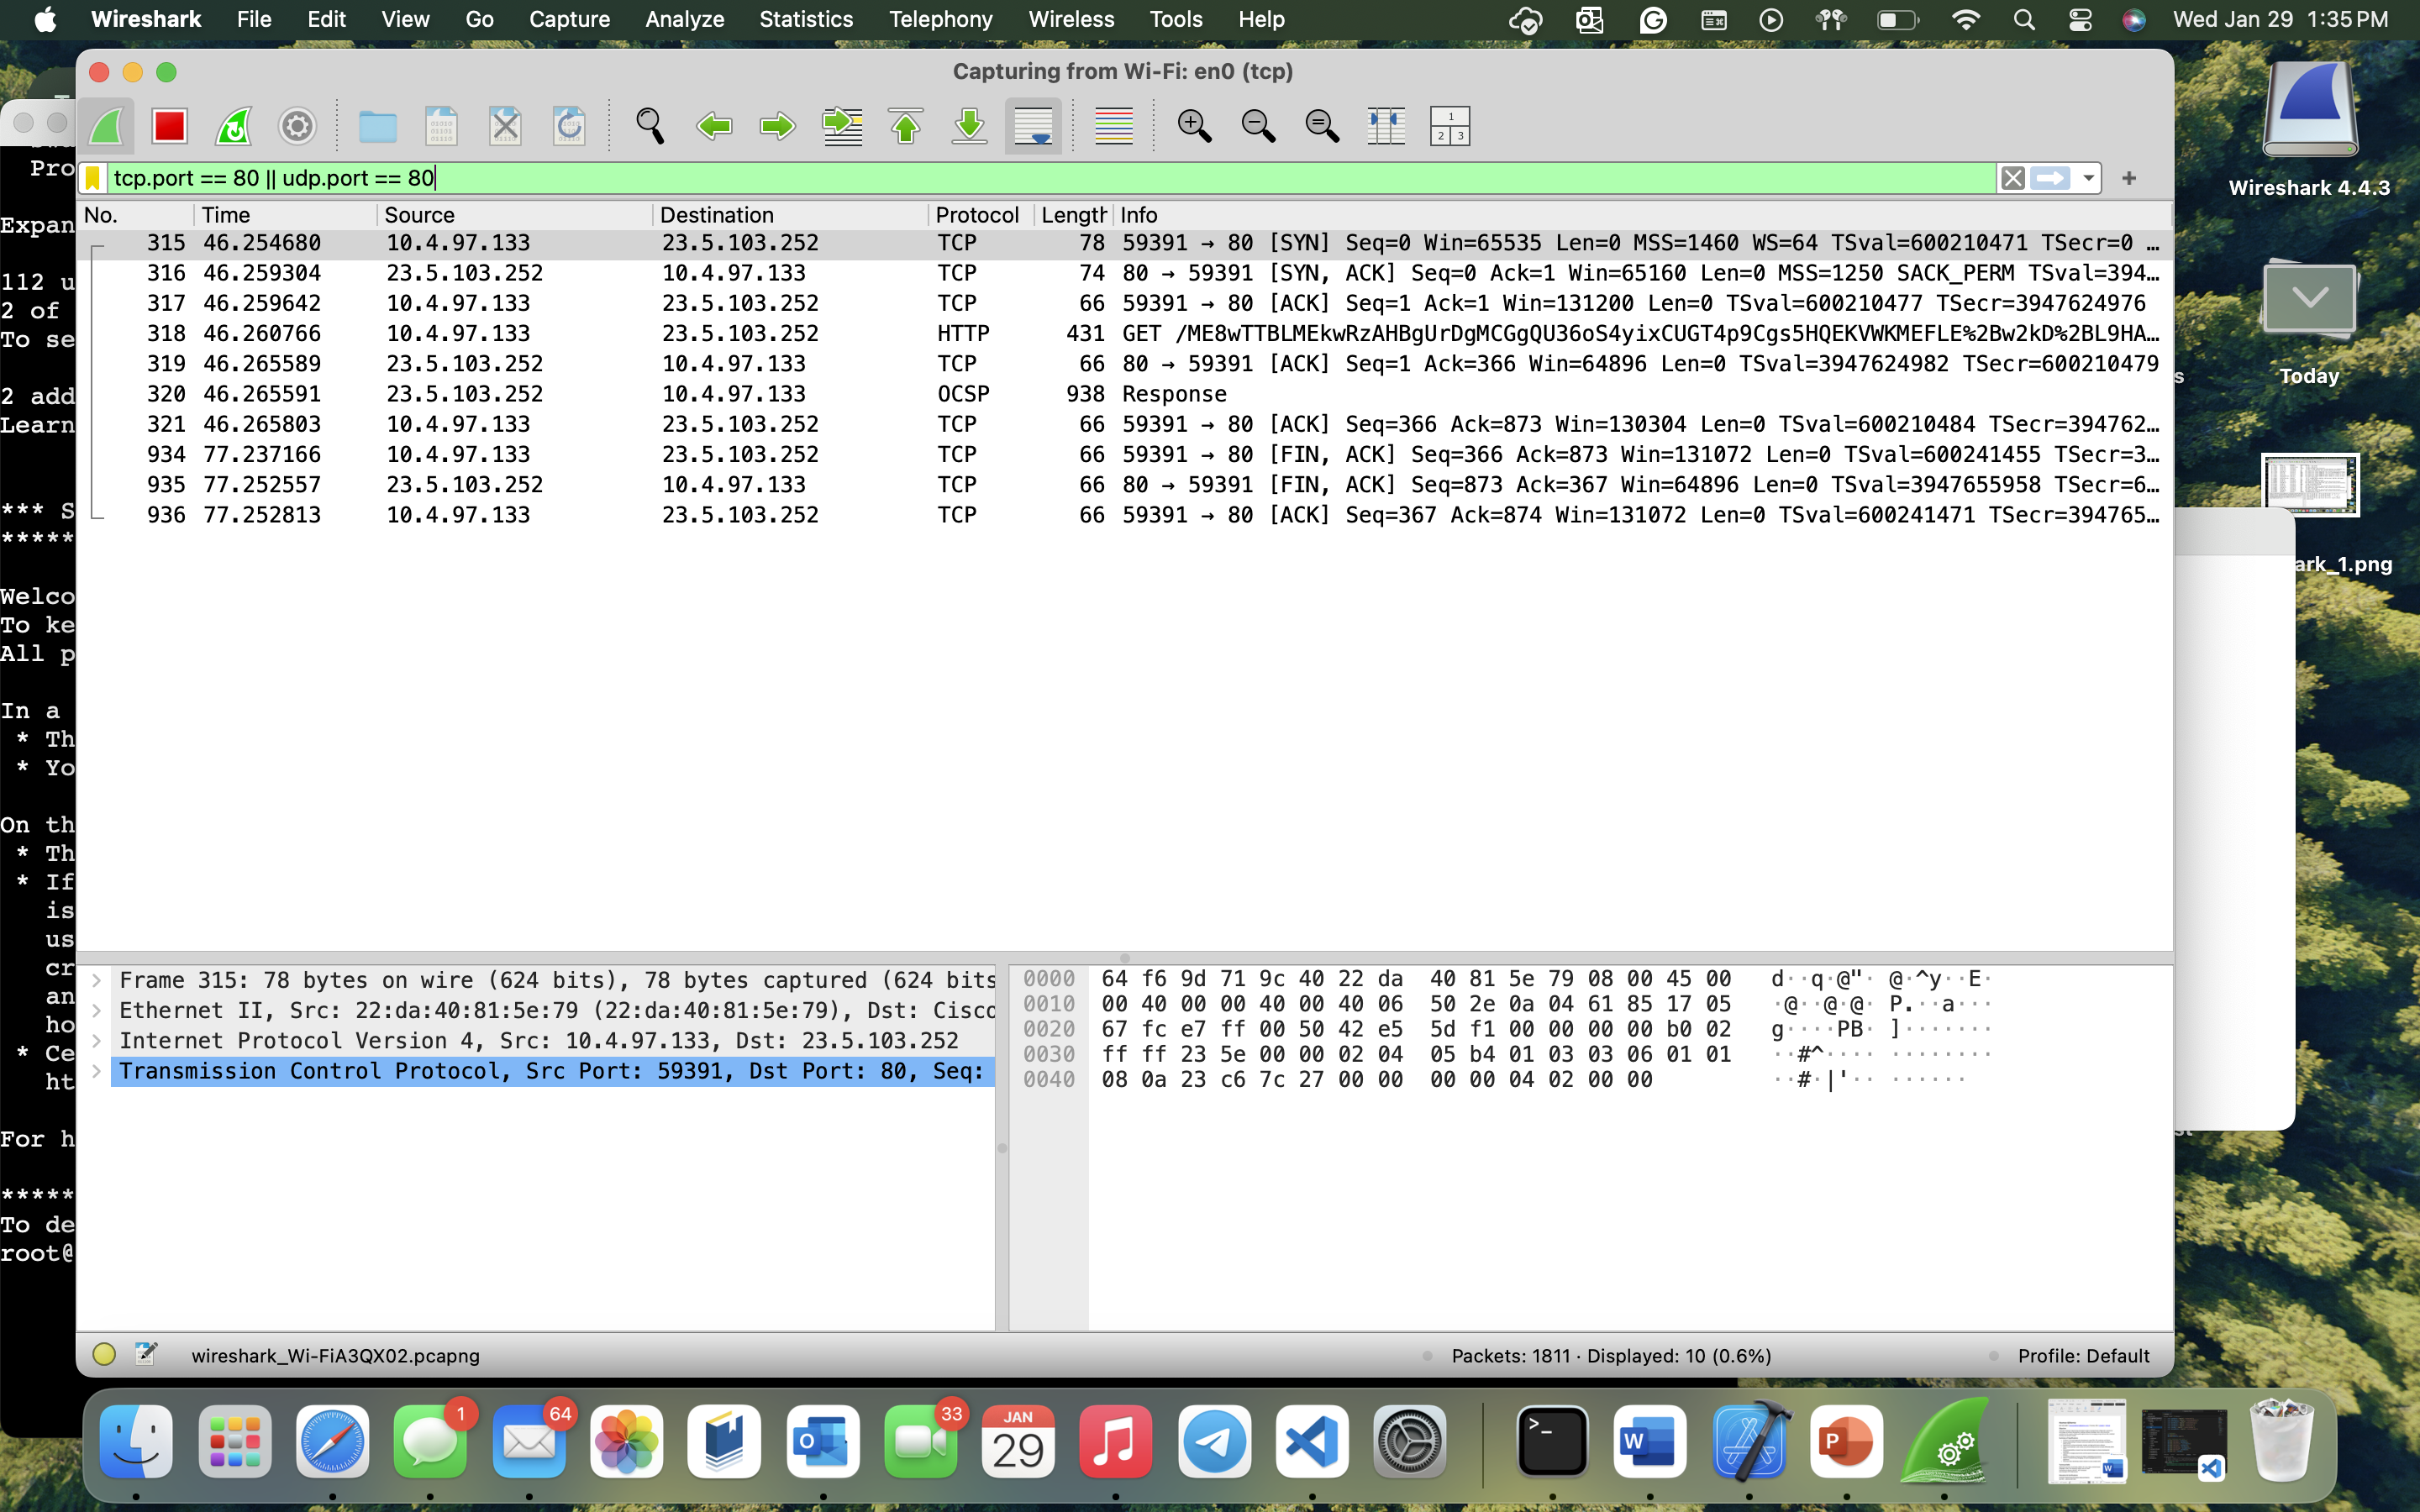 Wireshark File Edit View Go Capture Analyze Statistics Telephony Wireless Tools Help Wed Jan 29 1:35 PM
Capturing from Wi-Fi: en0 (tcp)
tcp.port == 80 || udp.port == 80
No. Time Source Destination Protocol Length Info
315 46.254680 10.4.97.133 23.5.103.252 TCP 78 59391 → 80 [SYN] Seq=0 Win=65535 Len=0 MSS=1460 WS=64 TSval=600210471 TSecr=0 …
316 46.259304 23.5.103.252 10.4.97.133 TCP 74 80 → 59391 [SYN, ACK] Seq=0 Ack=1 Win=65160 Len=0 MSS=1250 SACK_PERM TSval=394…
317 46.259642 10.4.97.133 23.5.103.252 TCP 66 59391 → 80 [ACK] Seq=1 Ack=1 Win=131200 Len=0 TSval=600210477 TSecr=3947624976
318 46.260766 10.4.97.133 23.5.103.252 HTTP 431 GET /ME8wTTBLMEkwRzAHBgUrDgMCGgQU36oS4yixCUGT4p9Cgs5HQEKVWKMEFLE%2Bw2kD%2BL9HA…
319 46.265589 23.5.103.252 10.4.97.133 TCP 66 80 → 59391 [ACK] Seq=1 Ack=366 Win=64896 Len=0 TSval=3947624982 TSecr=600210479
320 46.265591 23.5.103.252 10.4.97.133 OCSP 938 Response
321 46.265803 10.4.97.133 23.5.103.252 TCP 66 59391 → 80 [ACK] Seq=366 Ack=873 Win=130304 Len=0 TSval=600210484 TSecr=394762…
934 77.237166 10.4.97.133 23.5.103.252 TCP 66 59391 → 80 [FIN, ACK] Seq=366 Ack=873 Win=131072 Len=0 TSval=600241455 TSecr=3…
935 77.252557 23.5.103.252 10.4.97.133 TCP 66 80 → 59391 [FIN, ACK] Seq=873 Ack=367 Win=64896 Len=0 TSval=3947655958 TSecr=6…
936 77.252813 10.4.97.133 23.5.103.252 TCP 66 59391 → 80 [ACK] Seq=367 Ack=874 Win=131072 Len=0 TSval=600241471 TSecr=394765…
Frame 315: 78 bytes on wire (624 bits), 78 bytes captured (624 bits
Ethernet II, Src: 22:da:40:81:5e:79 (22:da:40:81:5e:79), Dst: Cisco
Internet Protocol Version 4, Src: 10.4.97.133, Dst: 23.5.103.252
Transmission Control Protocol, Src Port: 59391, Dst Port: 80, Seq:
0000 64 f6 9d 71 9c 40 22 da 40 81 5e 79 08 00 45 00 d··q·@"· @·^y··E·
0010 00 40 00 00 40 00 40 06 50 2e 0a 04 61 85 17 05 ·@··@·@· P.··a···
0020 67 fc e7 ff 00 50 42 e5 5d f1 00 00 00 00 b0 02 g····PB· ]·······
0030 ff ff 23 5e 00 00 02 04 05 b4 01 03 03 06 01 01 ··#^···· ········
0040 08 0a 23 c6 7c 27 00 00 00 00 04 02 00 00 ··#·|'·· ······
wireshark_Wi-FiA3QX02.pcapng Packets: 1811 · Displayed: 10 (0.6%) Profile: Default
Pro
Expan
112 u
2 of
To se
2 add
Learn
*** S
*****
Welco
To ke
All p
In a
* Th
* Yo
On th
* Th
* If
is
us
cr
an
ho
* Ce
ht
For h
*****
To de
root@
Wireshark 4.4.3
s
Today
ark_1.png
1
64
33
JAN
29